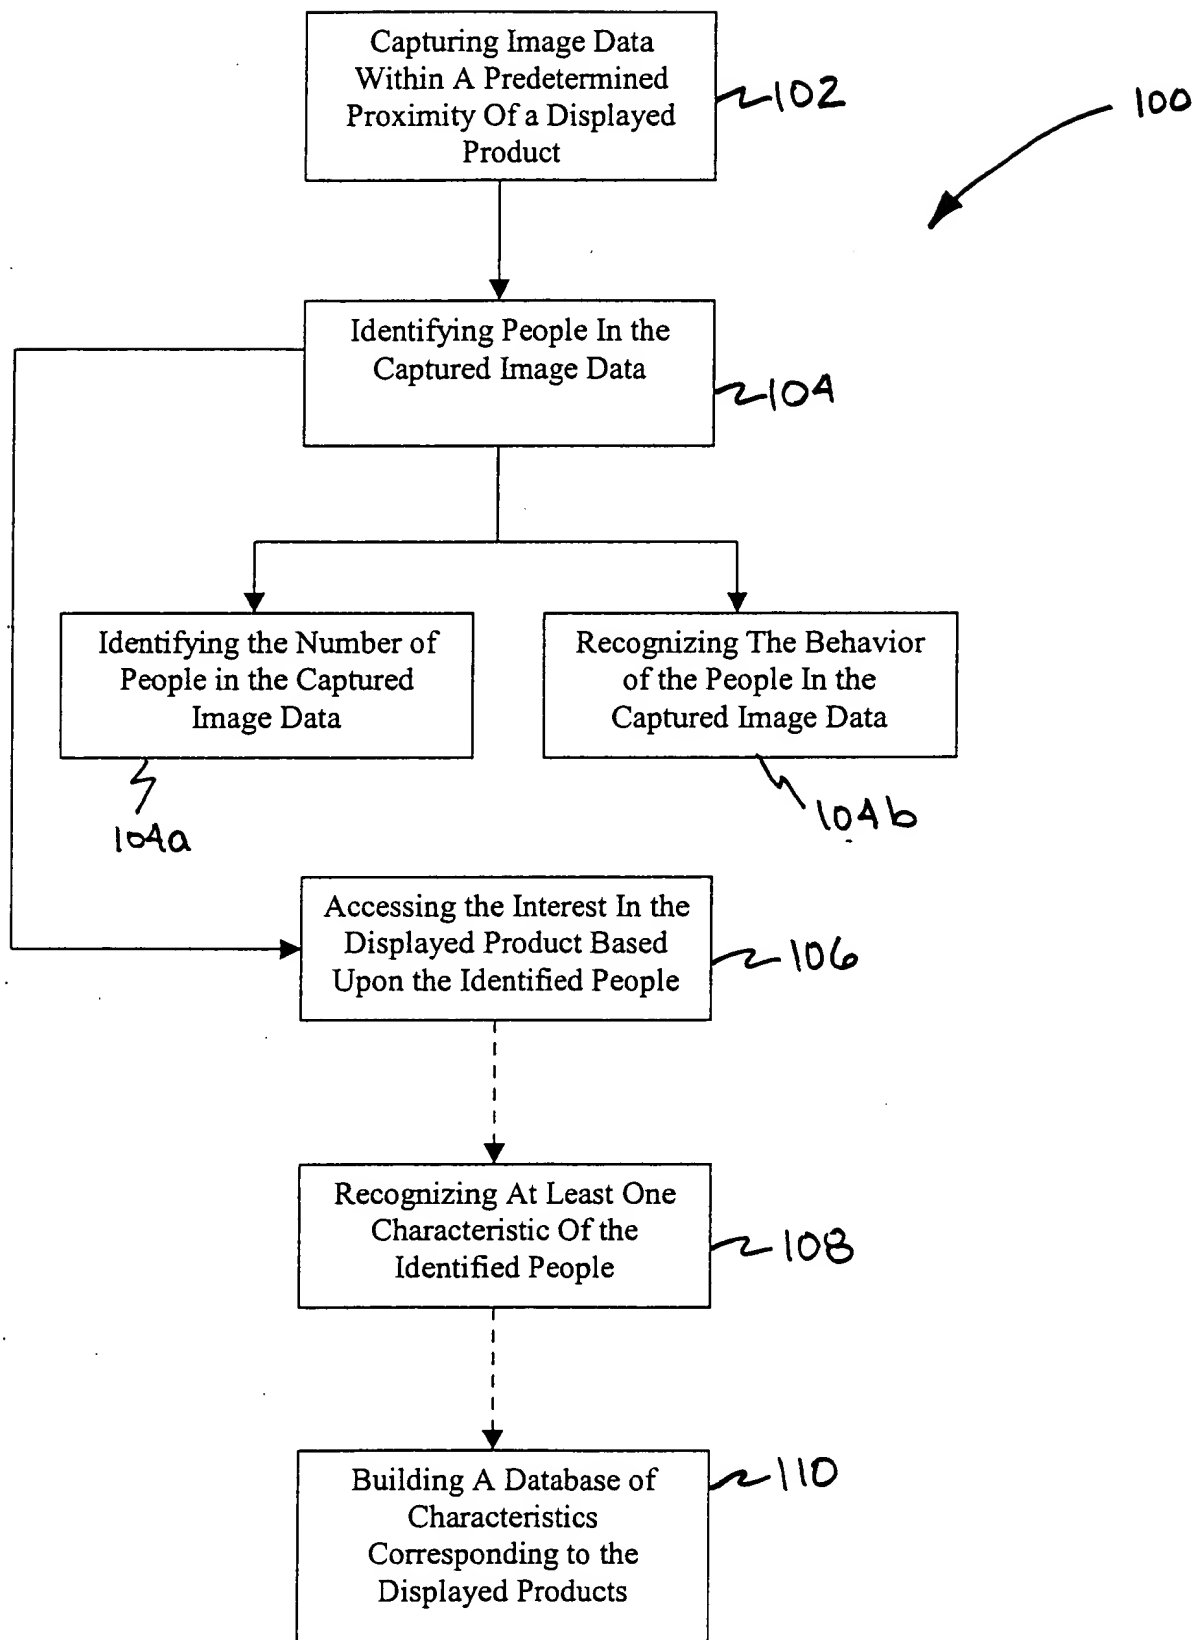 Capturing Image Data
Within A Predetermined
Proximity Of a Displayed
Product
102
100
Identifying People In the
Captured Image Data
104
Identifying the Number of
People in the Captured
Image Data
104a
Recognizing The Behavior
of the People In the
Captured Image Data
104b
Accessing the Interest In the
Displayed Product Based
Upon the Identified People
106
Recognizing At Least One
Characteristic Of the
Identified People
108
Building A Database of
Characteristics
Corresponding to the
Displayed Products
110